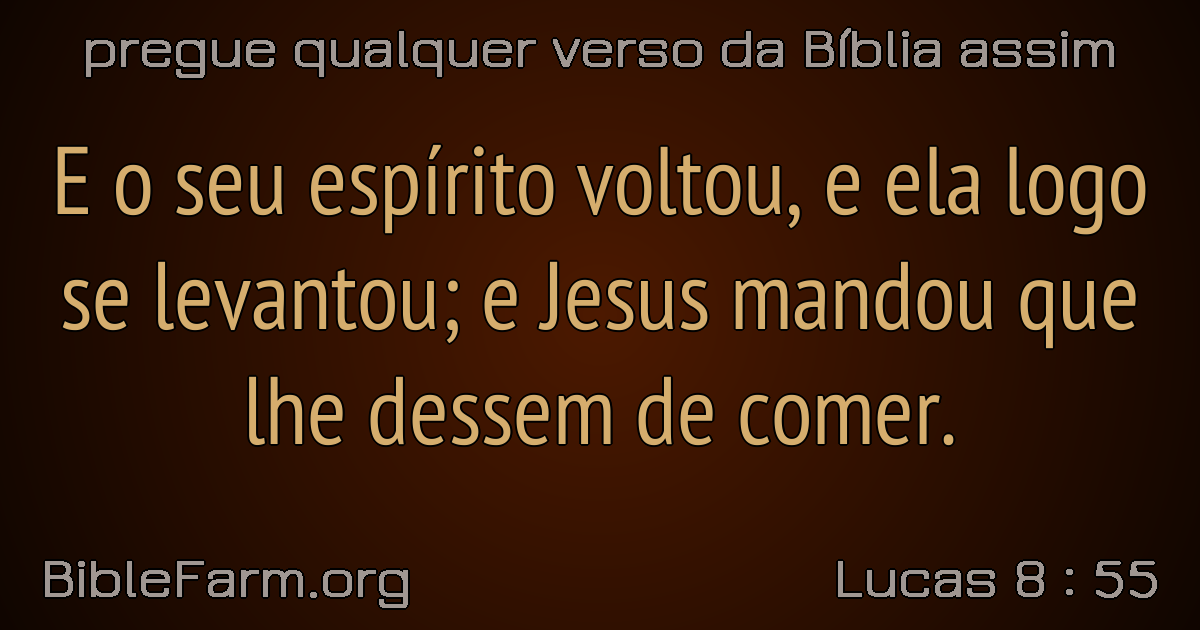 pregue qualquer verso da Bíblia assim
E o seu espírito voltou, e ela logo
se levantou; e Jesus mandou que
lhe dessem de comer.
BibleFarm.org
Lucas 8 : 55